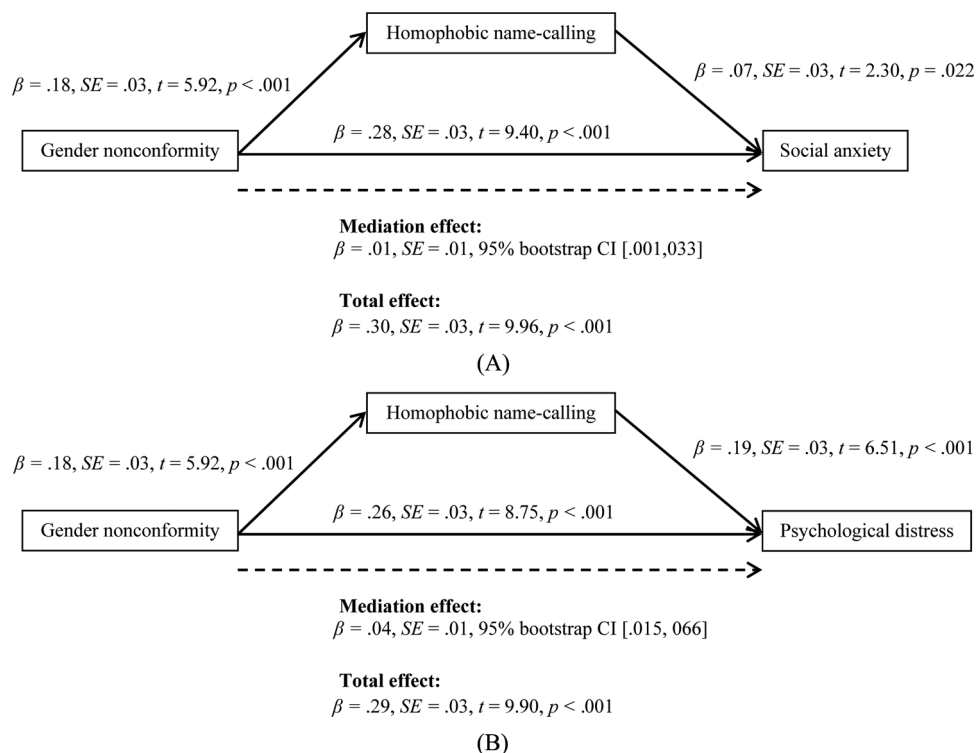 Homophobic name-calling
β = .18, SE = .03, t = 5.92, p < .001
β = .07, SE = .03, t = 2.30, p = .022
β = .28, SE = .03, t = 9.40, p < .001
Gender nonconformity
Social anxiety
Mediation effect:
β = .01, SE = .01, 95% bootstrap CI [.001,033]
Total effect:
β = .30, SE = .03, t = 9.96, p < .001
(A)
Homophobic name-calling
β = .18, SE = .03, t = 5.92, p < .001
β = .19, SE = .03, t = 6.51, p < .001
β = .26, SE = .03, t = 8.75, p < .001
Gender nonconformity
Psychological distress
Mediation effect:
β = .04, SE = .01, 95% bootstrap CI [.015, 066]
Total effect:
β = .29, SE = .03, t = 9.90, p < .001
(B)